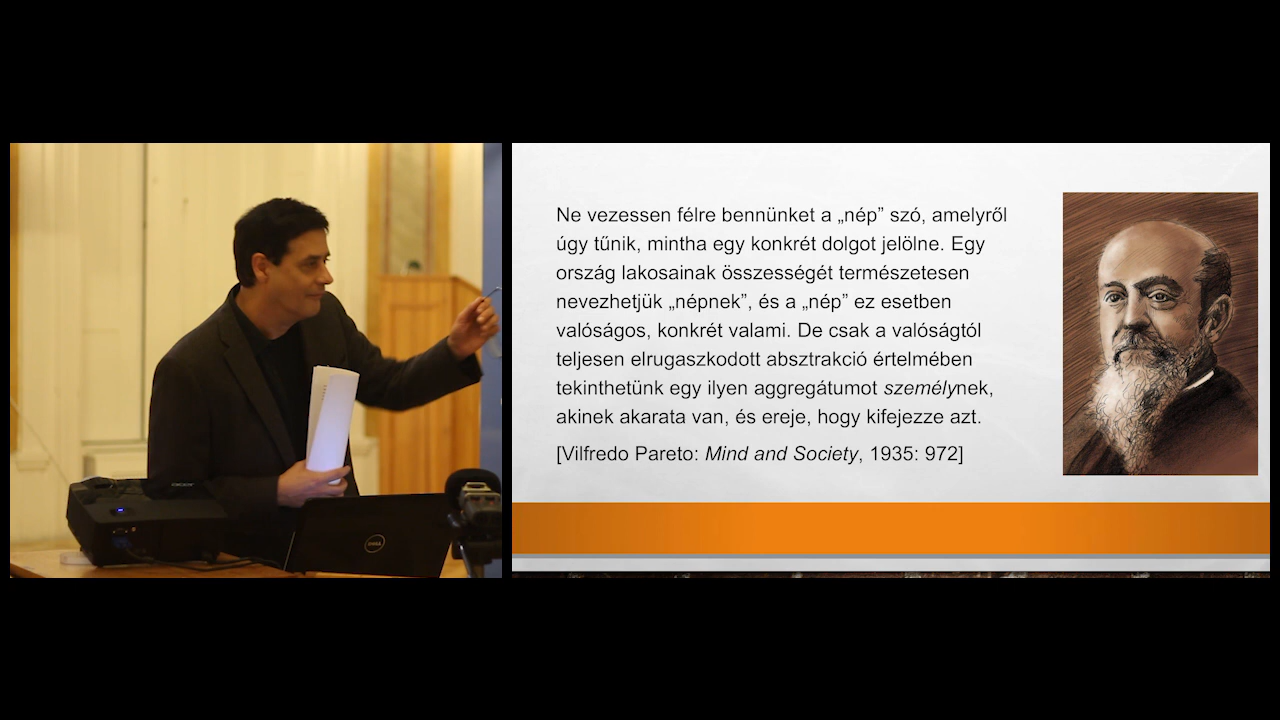 Ne vezessen félre bennünket a „nép” szó, amelyről
úgy tűnik, mintha egy konkrét dolgot jelölne. Egy
ország lakosainak összességét természetesen
nevezhetjük „népnek”, és a „nép” ez esetben
valóságos, konkrét valami. De csak a valóságtól
teljesen elrugaszkodott absztrakció értelmében
tekinthetünk egy ilyen aggregátumot személynek,
akinek akarata van, és ereje, hogy kifejezze azt.
[Vilfredo Pareto: Mind and Society, 1935: 972]
acer
DELL